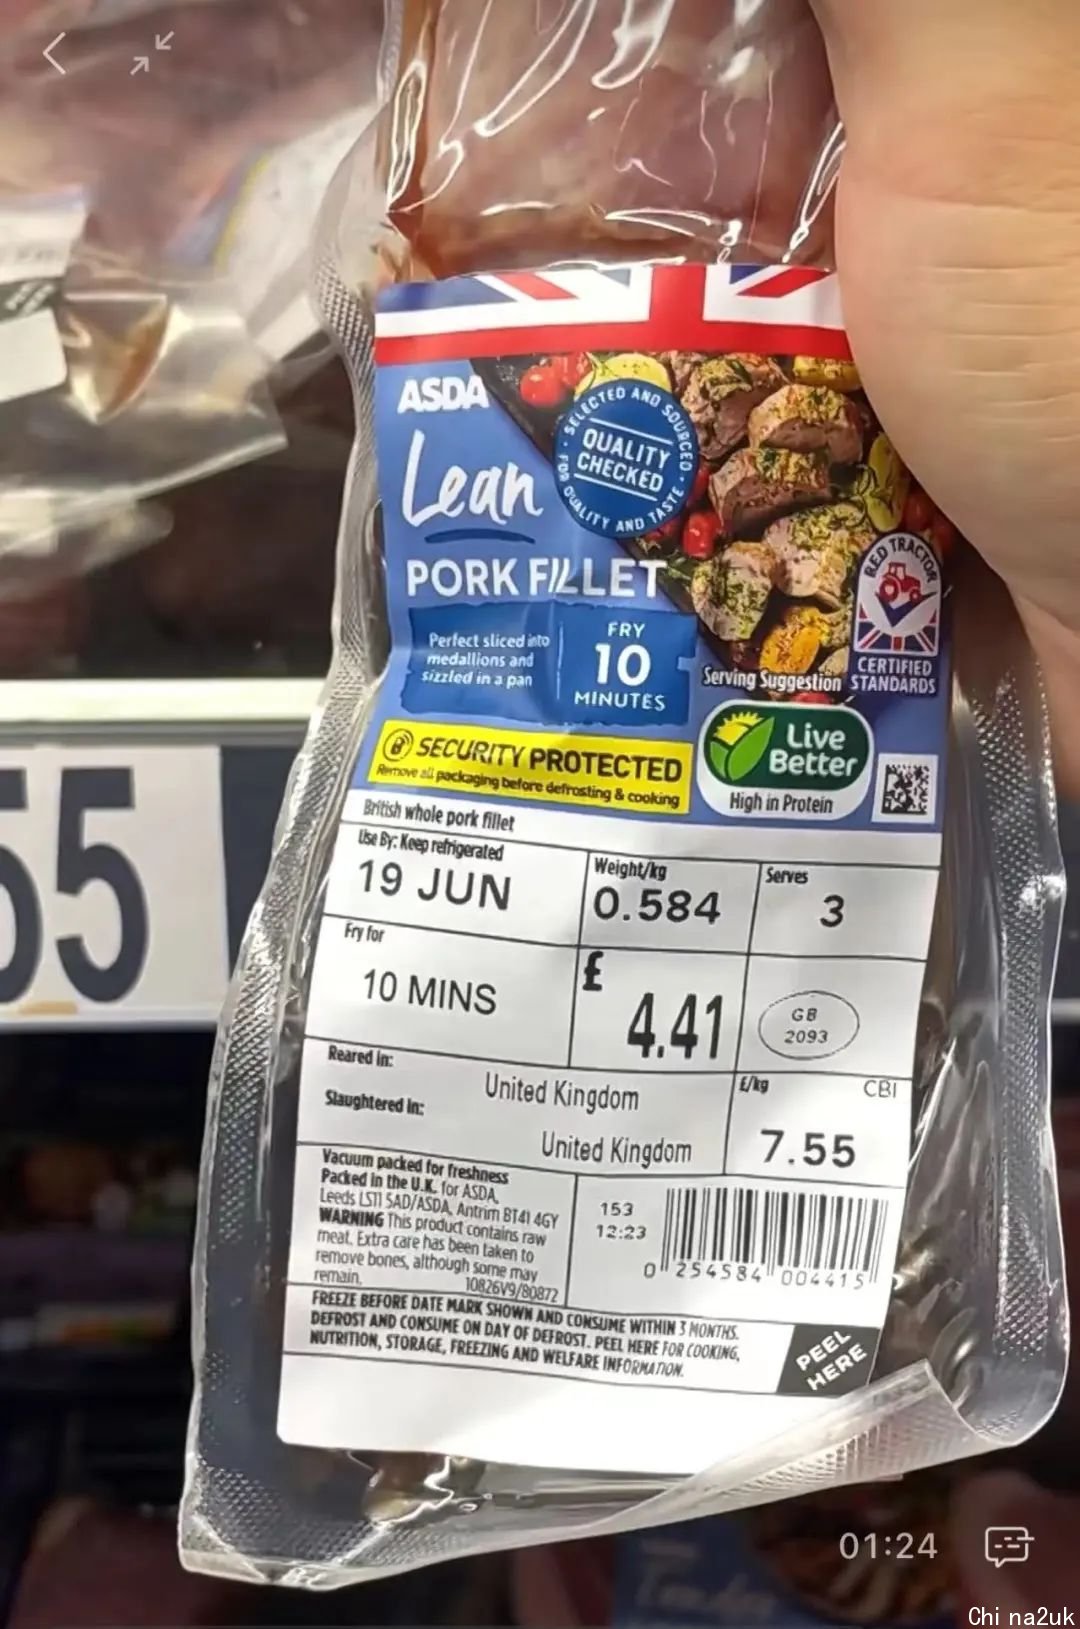 55
ASDA
Lean
PORK FILLET
SELECTED AND SOURCED
QUALITY
CHECKED
FOR QUALITY AND TASTE
Perfect sliced into
medallions and
sizzled in a pan
FRY
10
MINUTES
RED TRACTOR
CERTIFIED
STANDARDS
Serving Suggestion
SECURITY PROTECTED
Remove all packaging before defrosting & cooking
Live
Better
High in Protein
British whole pork fillet
Use By: Keep refrigerated
19 JUN
Weight/kg
0.584
Serves
3
Fry for
10 MINS
£
4.41
GB
2093
Reared in:
United Kingdom
Slaughtered in:
United Kingdom
£/kg
CBI
7.55
Vacuum packed for freshness
Packed in the U.K. for ASDA,
Leeds LS11 5AD/ASDA, Antrim BT41 4GY
WARNING This product contains raw
meat. Extra care has been taken to
remove bones, although some may
remain.
10826V9/80872
153
12:23
0 254584 004415
FREEZE BEFORE DATE MARK SHOWN AND CONSUME WITHIN 3 MONTHS.
DEFROST AND CONSUME ON DAY OF DEFROST. PEEL HERE FOR COOKING,
NUTRITION, STORAGE, FREEZING AND WELFARE INFORMATION.
PEEL
HERE
01:24
China2uk